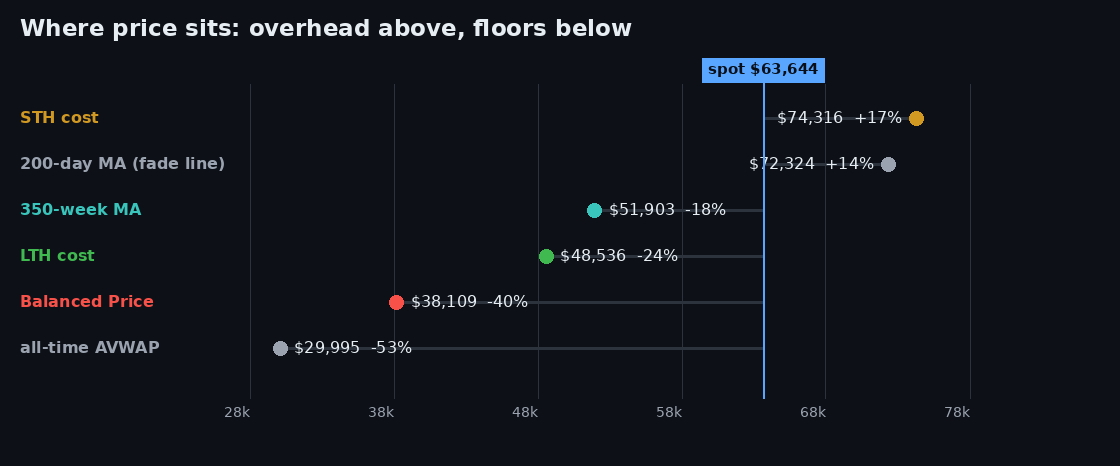 Where price sits: overhead above, floors below
spot $63,644
STH cost $74,316 +17%
200-day MA (fade line) $72,324 +14%
350-week MA $51,903 -18%
LTH cost $48,536 -24%
Balanced Price $38,109 -40%
all-time AVWAP $29,995 -53%
28k 38k 48k 58k 68k 78k